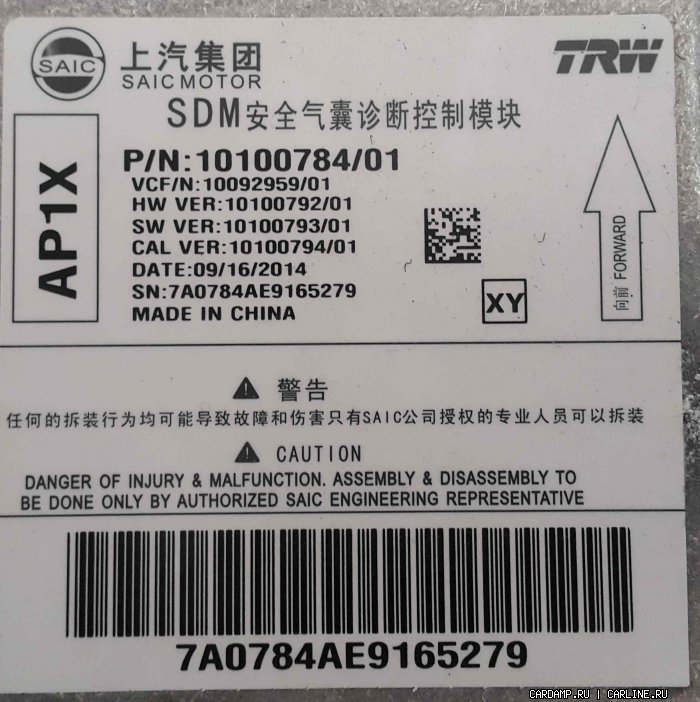 SAIC
上汽集团
SAIC MOTOR
TRW
SDM安全气囊诊断控制模块
AP1X
P/N:10100784/01
VCF/N:10092959/01
HW VER:10100792/01
SW VER:10100793/01
CAL VER:10100794/01
DATE:09/16/2014
SN:7A0784AE9165279
MADE IN CHINA
XY
向前 FORWARD
警告
任何的拆装行为均可能导致故障和伤害只有SAIC公司授权的专业人员可以拆装
CAUTION
DANGER OF INJURY & MALFUNCTION. ASSEMBLY & DISASSEMBLY TO
BE DONE ONLY BY AUTHORIZED SAIC ENGINEERING REPRESENTATIVE
7A0784AE9165279
CARDAMP.RU | CARLINE.RU